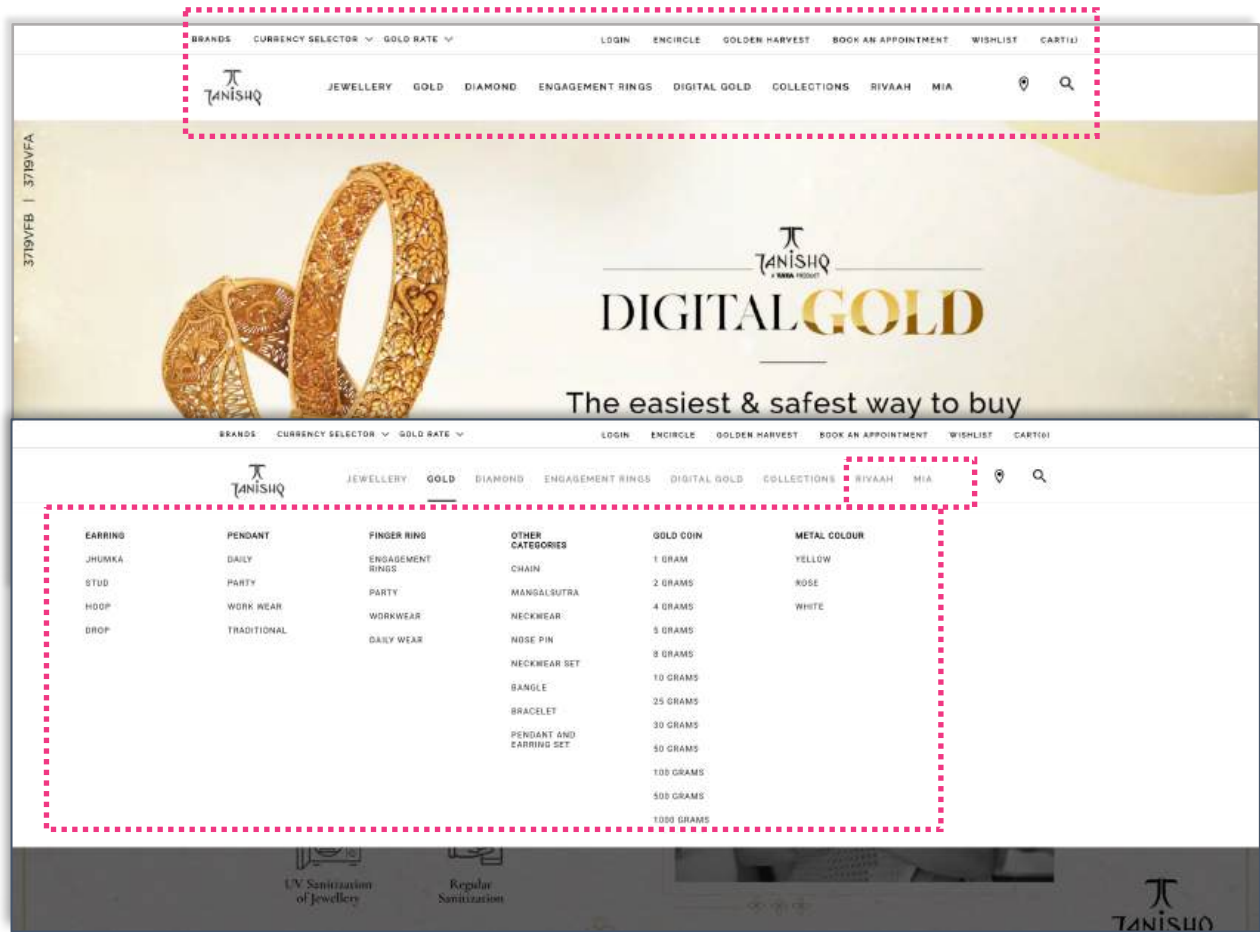 BRANDS CURRENCY SELECTOR GOLD RATE LOGIN ENCIRCLE GOLDEN HARVEST BOOK AN APPOINTMENT WISHLIST CART(1)
TANISHQ JEWELLERY GOLD DIAMOND ENGAGEMENT RINGS DIGITAL GOLD COLLECTIONS RIVAAH MIA
3719VFB | 3719VFA
TANISHQ
A TATA PRODUCT
DIGITAL GOLD
The easiest & safest way to buy
BRANDS CURRENCY SELECTOR GOLD RATE LOGIN ENCIRCLE GOLDEN HARVEST BOOK AN APPOINTMENT WISHLIST CART(0)
TANISHQ JEWELLERY GOLD DIAMOND ENGAGEMENT RINGS DIGITAL GOLD COLLECTIONS RIVAAH MIA
EARRING
JHUMKA
STUD
HOOP
DROP
PENDANT
DAILY
PARTY
WORK WEAR
TRADITIONAL
FINGER RING
ENGAGEMENT
RINGS
PARTY
WORKWEAR
DAILY WEAR
OTHER
CATEGORIES
CHAIN
MANGALSUTRA
NECKWEAR
NOSE PIN
NECKWEAR SET
BANGLE
BRACELET
PENDANT AND
EARRING SET
GOLD COIN
1 GRAM
2 GRAMS
4 GRAMS
5 GRAMS
8 GRAMS
10 GRAMS
25 GRAMS
30 GRAMS
50 GRAMS
100 GRAMS
500 GRAMS
1000 GRAMS
METAL COLOUR
YELLOW
ROSE
WHITE
UV Sanitization
of Jewellery
Regular
Sanitization
TANISHQ